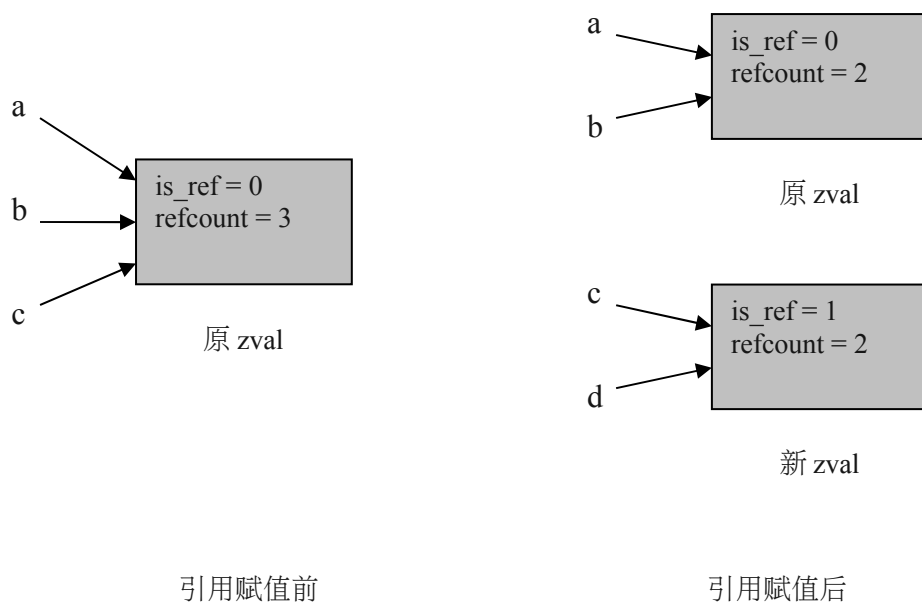 a
b
c
is_ref = 0
refcount = 3
原 zval
引用赋值前
a
b
is_ref = 0
refcount = 2
原 zval
c
d
is_ref = 1
refcount = 2
新 zval
引用赋值后